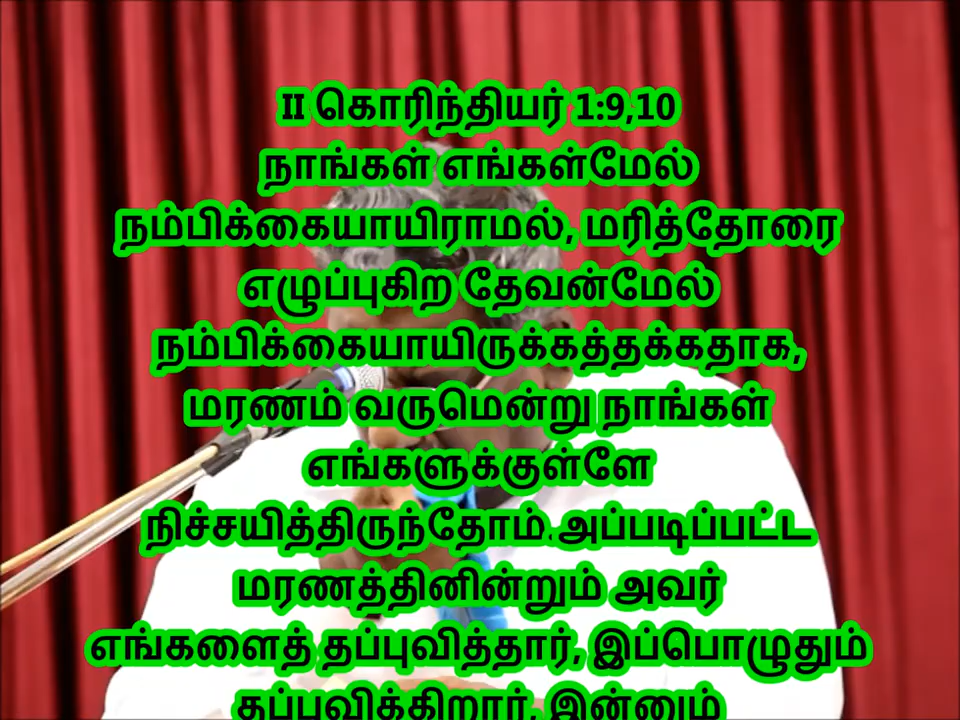 II கொரிந்தியர் 1:9,10
நாங்கள் எங்கள்மேல்
நம்பிக்கையாயிராமல், மரித்தோரை
எழுப்புகிற தேவன்மேல்
நம்பிக்கையாயிருக்கத்தக்கதாக,
மரணம் வருமென்று நாங்கள்
எங்களுக்குள்ளே
நிச்சயித்திருந்தோம். அப்படிப்பட்ட
மரணத்தினின்றும் அவர்
எங்களைத் தப்புவித்தார், இப்பொழுதும்
தப்புவிக்கிறார், இன்னும்